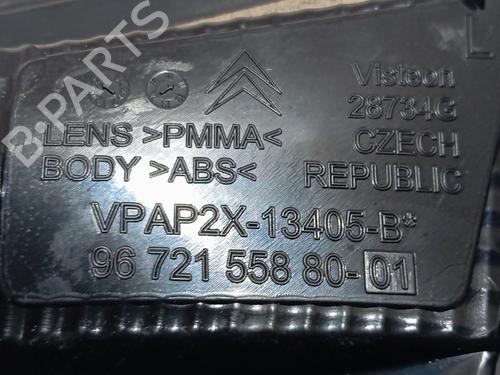 L
Visteon
28734G
LENS >PMMA< CZECH
BODY >ABS< REPUBLIC
VPAP2X-13405-B*
96 721 558 80-01
B-PARTS